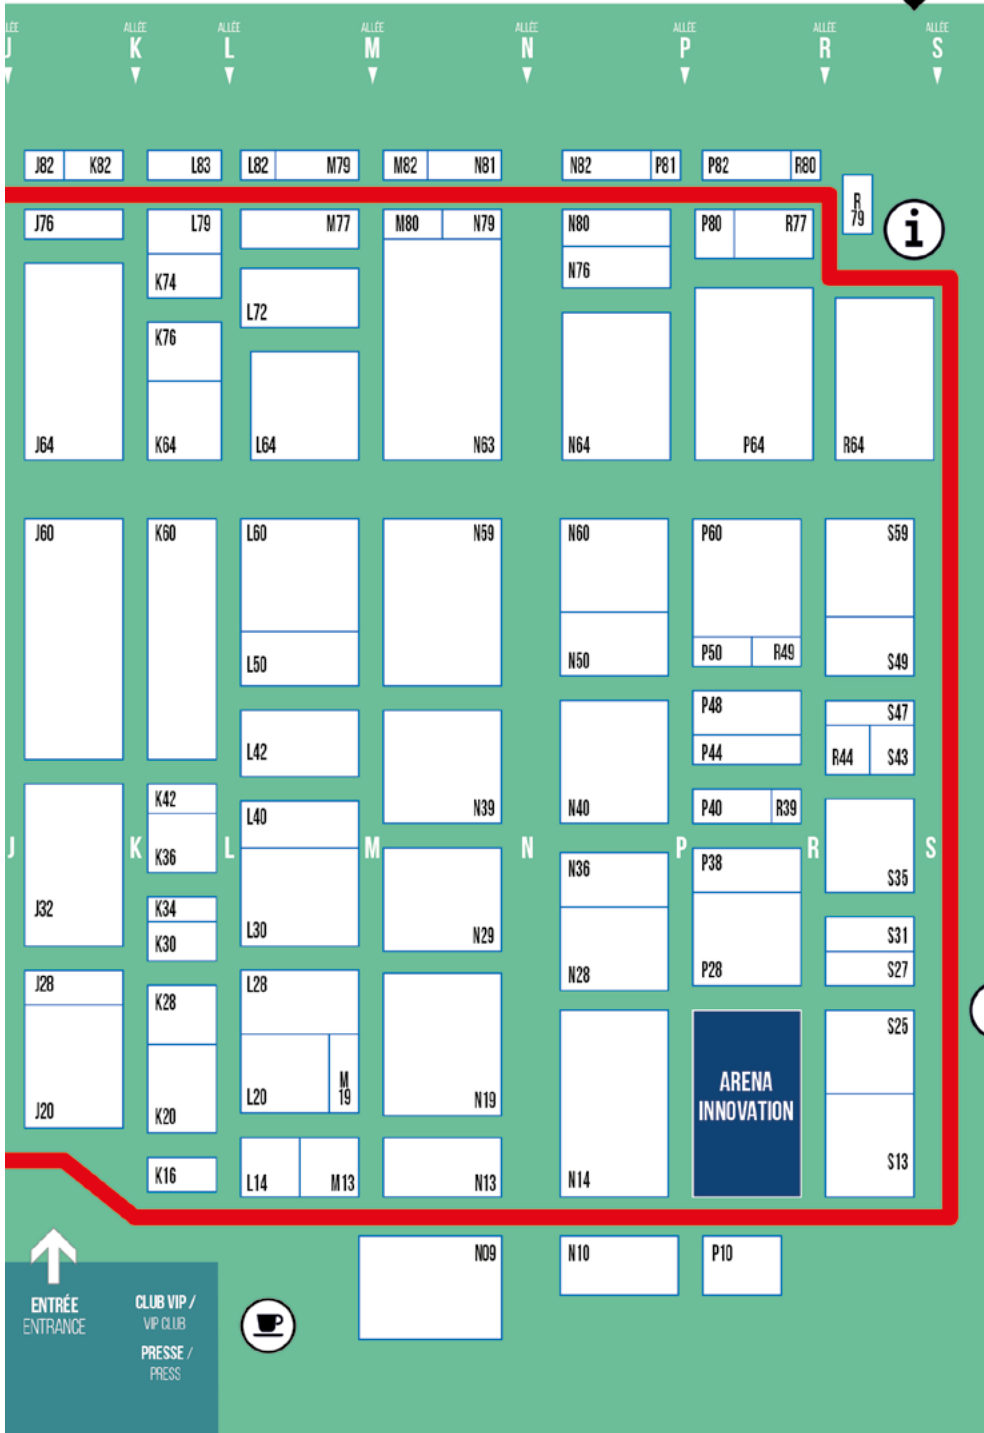 ALLÉE ALLÉE ALLÉE ALLÉE ALLÉE ALLÉE ALLÉE
J K L M N P R S
J82 K82 L83 L82 M79 M82 N81 N82 P81 P82 R80
R
79
i
J76 L79 M77 M80 N79 N80 P80 R77
N76
K74
L72
K76
J64 K64 L64 N63 N64 P64 R64
J60 K60 L60 N59 N60 P60 S59
L50 N50 P50 R49 S49
P48 S47
L42 P44 R44 S43
K42 L40 N39 N40 P40 R39
J K L M N P R S
K36 N36 P38 S35
J32 K34
K30 L30 N29 S31
N28 P28 S27
J28 K28 L28
S25
J20 K20 L20 M
19 N19
ARENA
INNOVATION
K16 L14 M13 N13 N14 S13
N09 N10 P10
ENTRÉE
ENTRANCE
CLUB VIP /
VIP CLUB
PRESSE /
PRESS